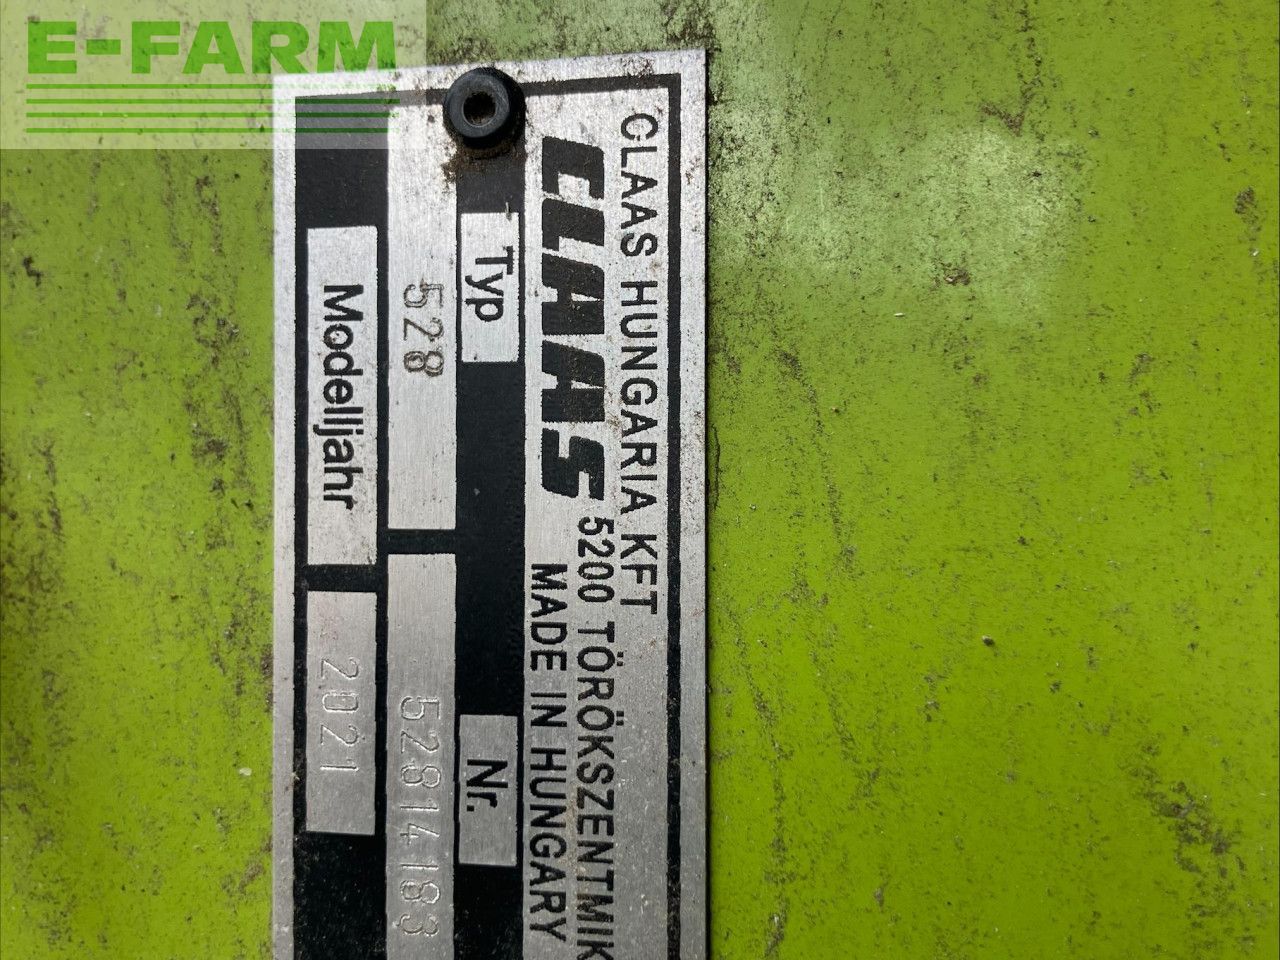 E-FARM
CLAAS HUNGARIA KFT
CLAAS 5200 TÖRÖKSZENTMIK
MADE IN HUNGARY
Typ Nr.
528 52814183
Modelljahr 2021